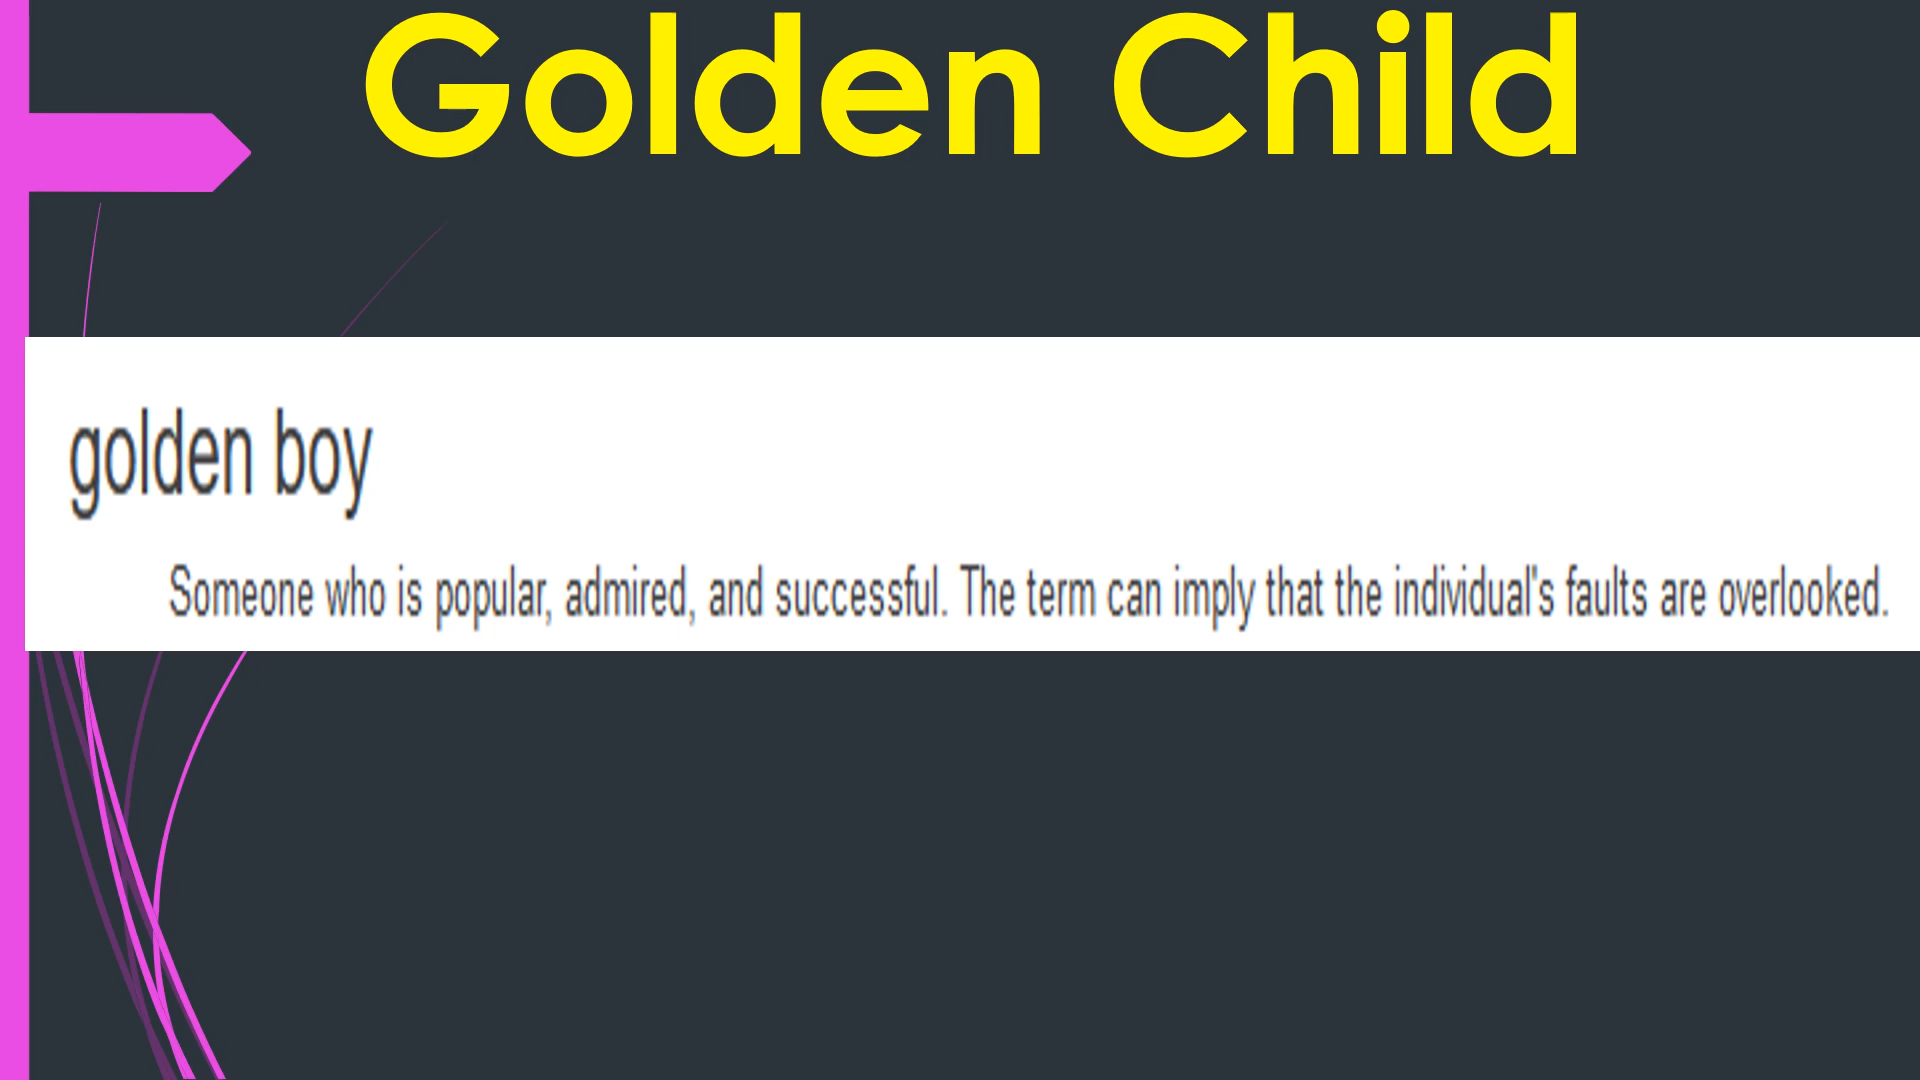 Golden Child
golden boy
Someone who is popular, admired, and successful. The term can imply that the individual's faults are overlooked.